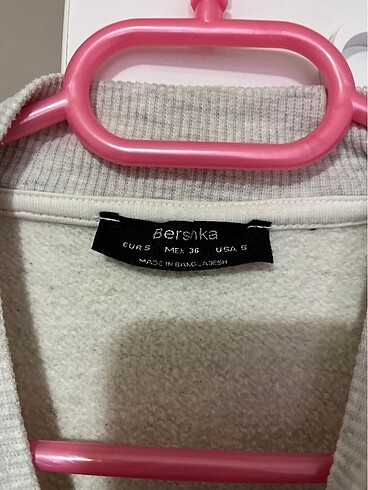 Bershka
EUR S MEX 36 USA S
MADE IN BANGLADESH